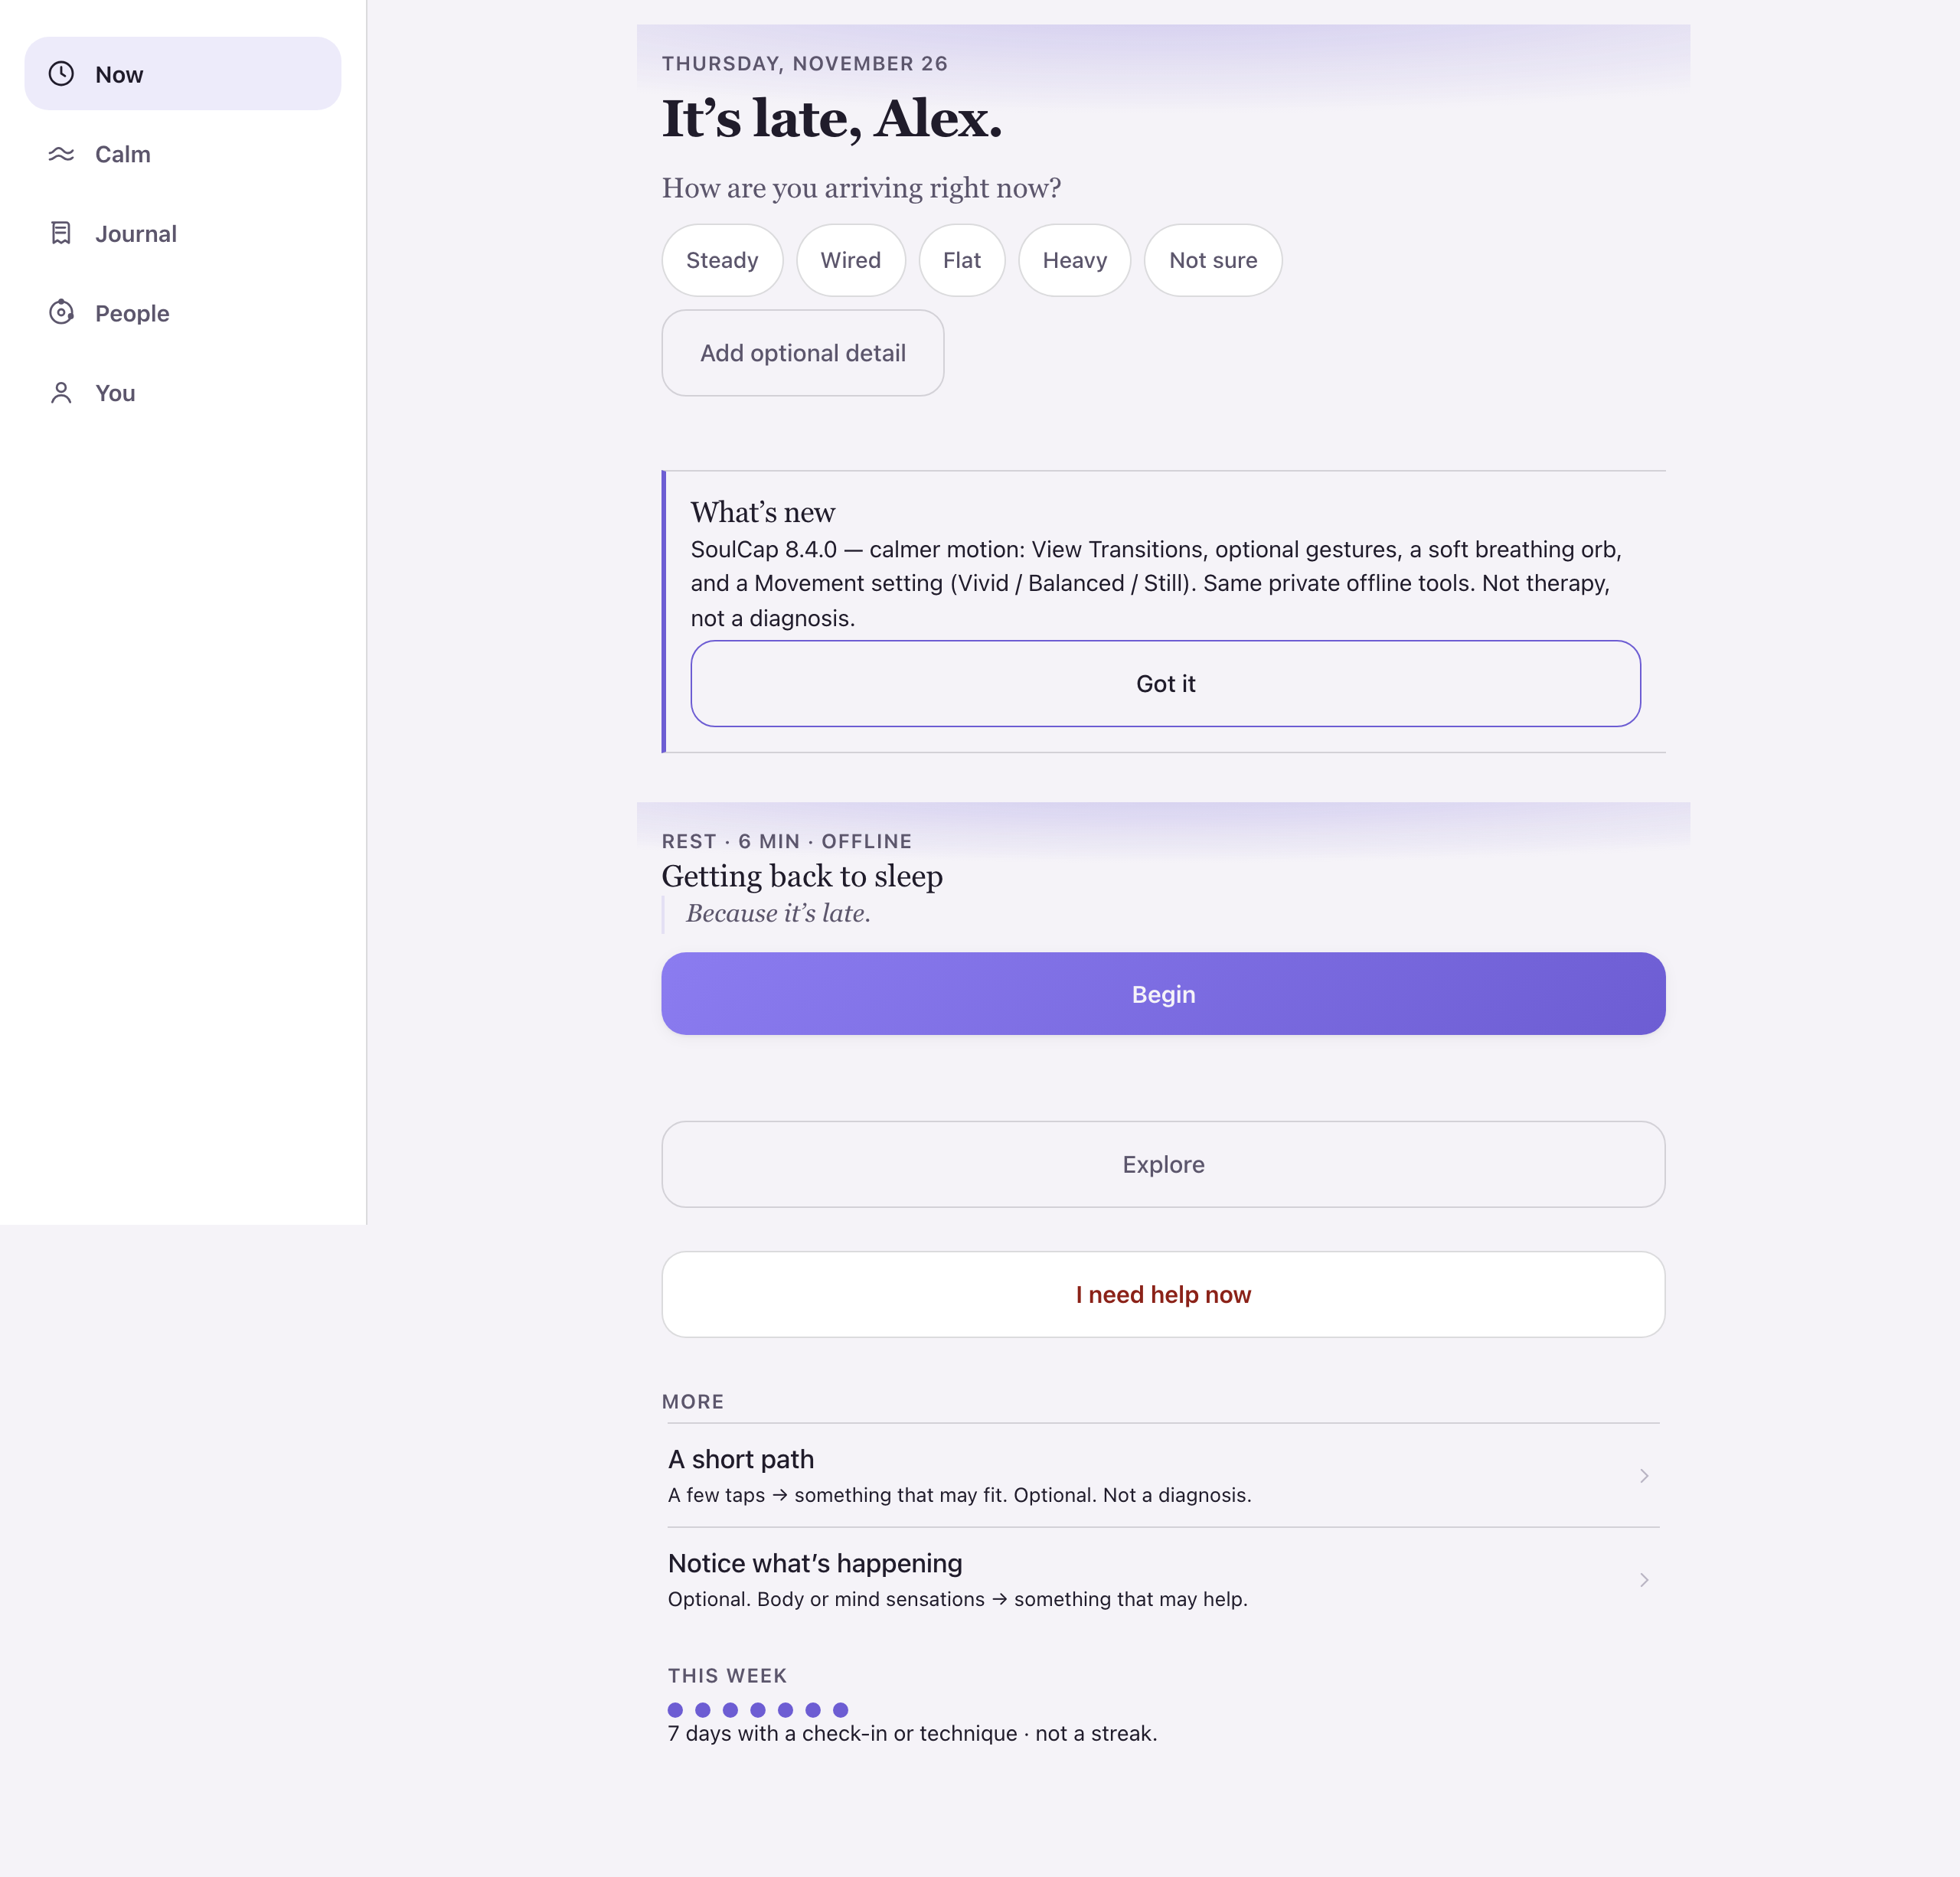 Now
Calm
Journal
People
You
THURSDAY, NOVEMBER 26
It’s late, Alex.
How are you arriving right now?
Steady
Wired
Flat
Heavy
Not sure
Add optional detail
What’s new
SoulCap 8.4.0 — calmer motion: View Transitions, optional gestures, a soft breathing orb,
and a Movement setting (Vivid / Balanced / Still). Same private offline tools. Not therapy,
not a diagnosis.
Got it
REST · 6 MIN · OFFLINE
Getting back to sleep
Because it’s late.
Begin
Explore
I need help now
MORE
A short path
A few taps → something that may fit. Optional. Not a diagnosis.
Notice what’s happening
Optional. Body or mind sensations → something that may help.
THIS WEEK
7 days with a check-in or technique · not a streak.